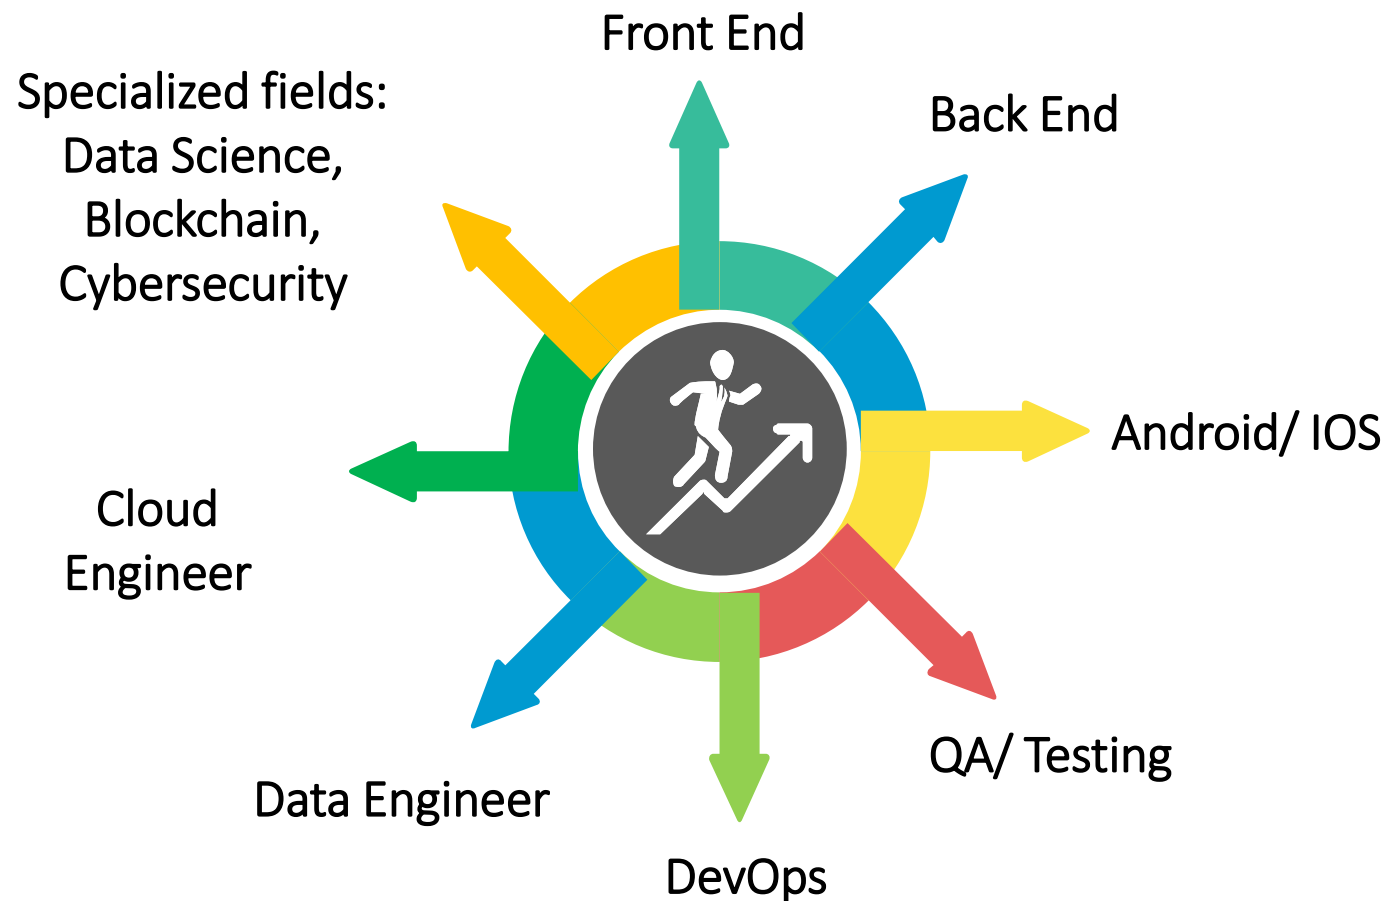 Front End
Back End
Android/ IOS
QA/ Testing
DevOps
Data Engineer
Cloud
Engineer
Specialized fields:
Data Science,
Blockchain,
Cybersecurity